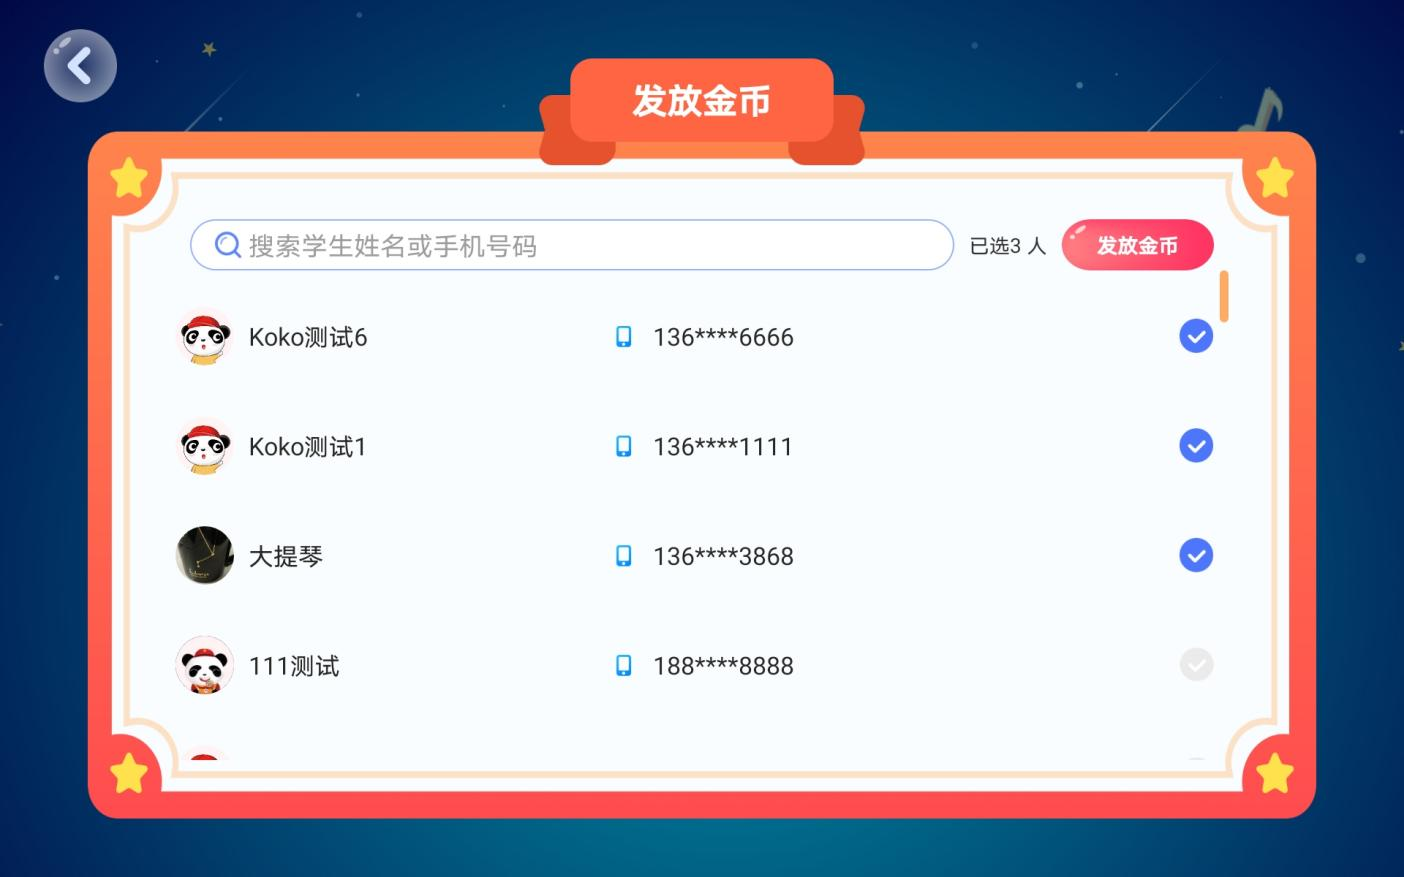 发放金币
搜索学生姓名或手机号码
已选3 人
发放金币
Koko测试6
136****6666
Koko测试1
136****1111
大提琴
136****3868
111测试
188****8888